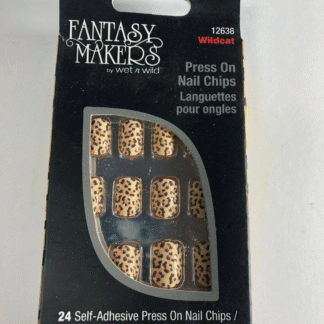 FANTASY
MAKERS
by wet n wild
12638
Wildcat
Press On
Nail Chips
Languettes
pour ongles
24 Self-Adhesive Press On Nail Chips /